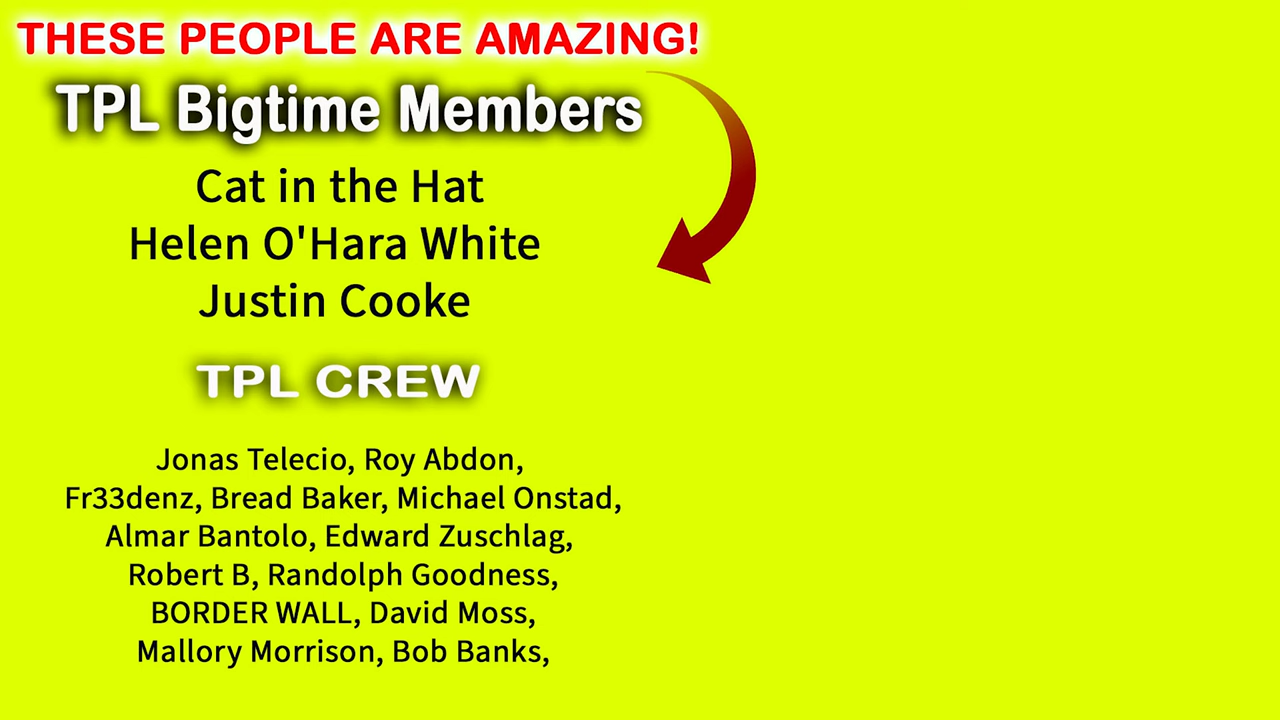 THESE PEOPLE ARE AMAZING!
TPL Bigtime Members
Cat in the Hat
Helen O'Hara White
Justin Cooke
TPL CREW
Jonas Telecio, Roy Abdon,
Fr33denz, Bread Baker, Michael Onstad,
Almar Bantolo, Edward Zuschlag,
Robert B, Randolph Goodness,
BORDER WALL, David Moss,
Mallory Morrison, Bob Banks,